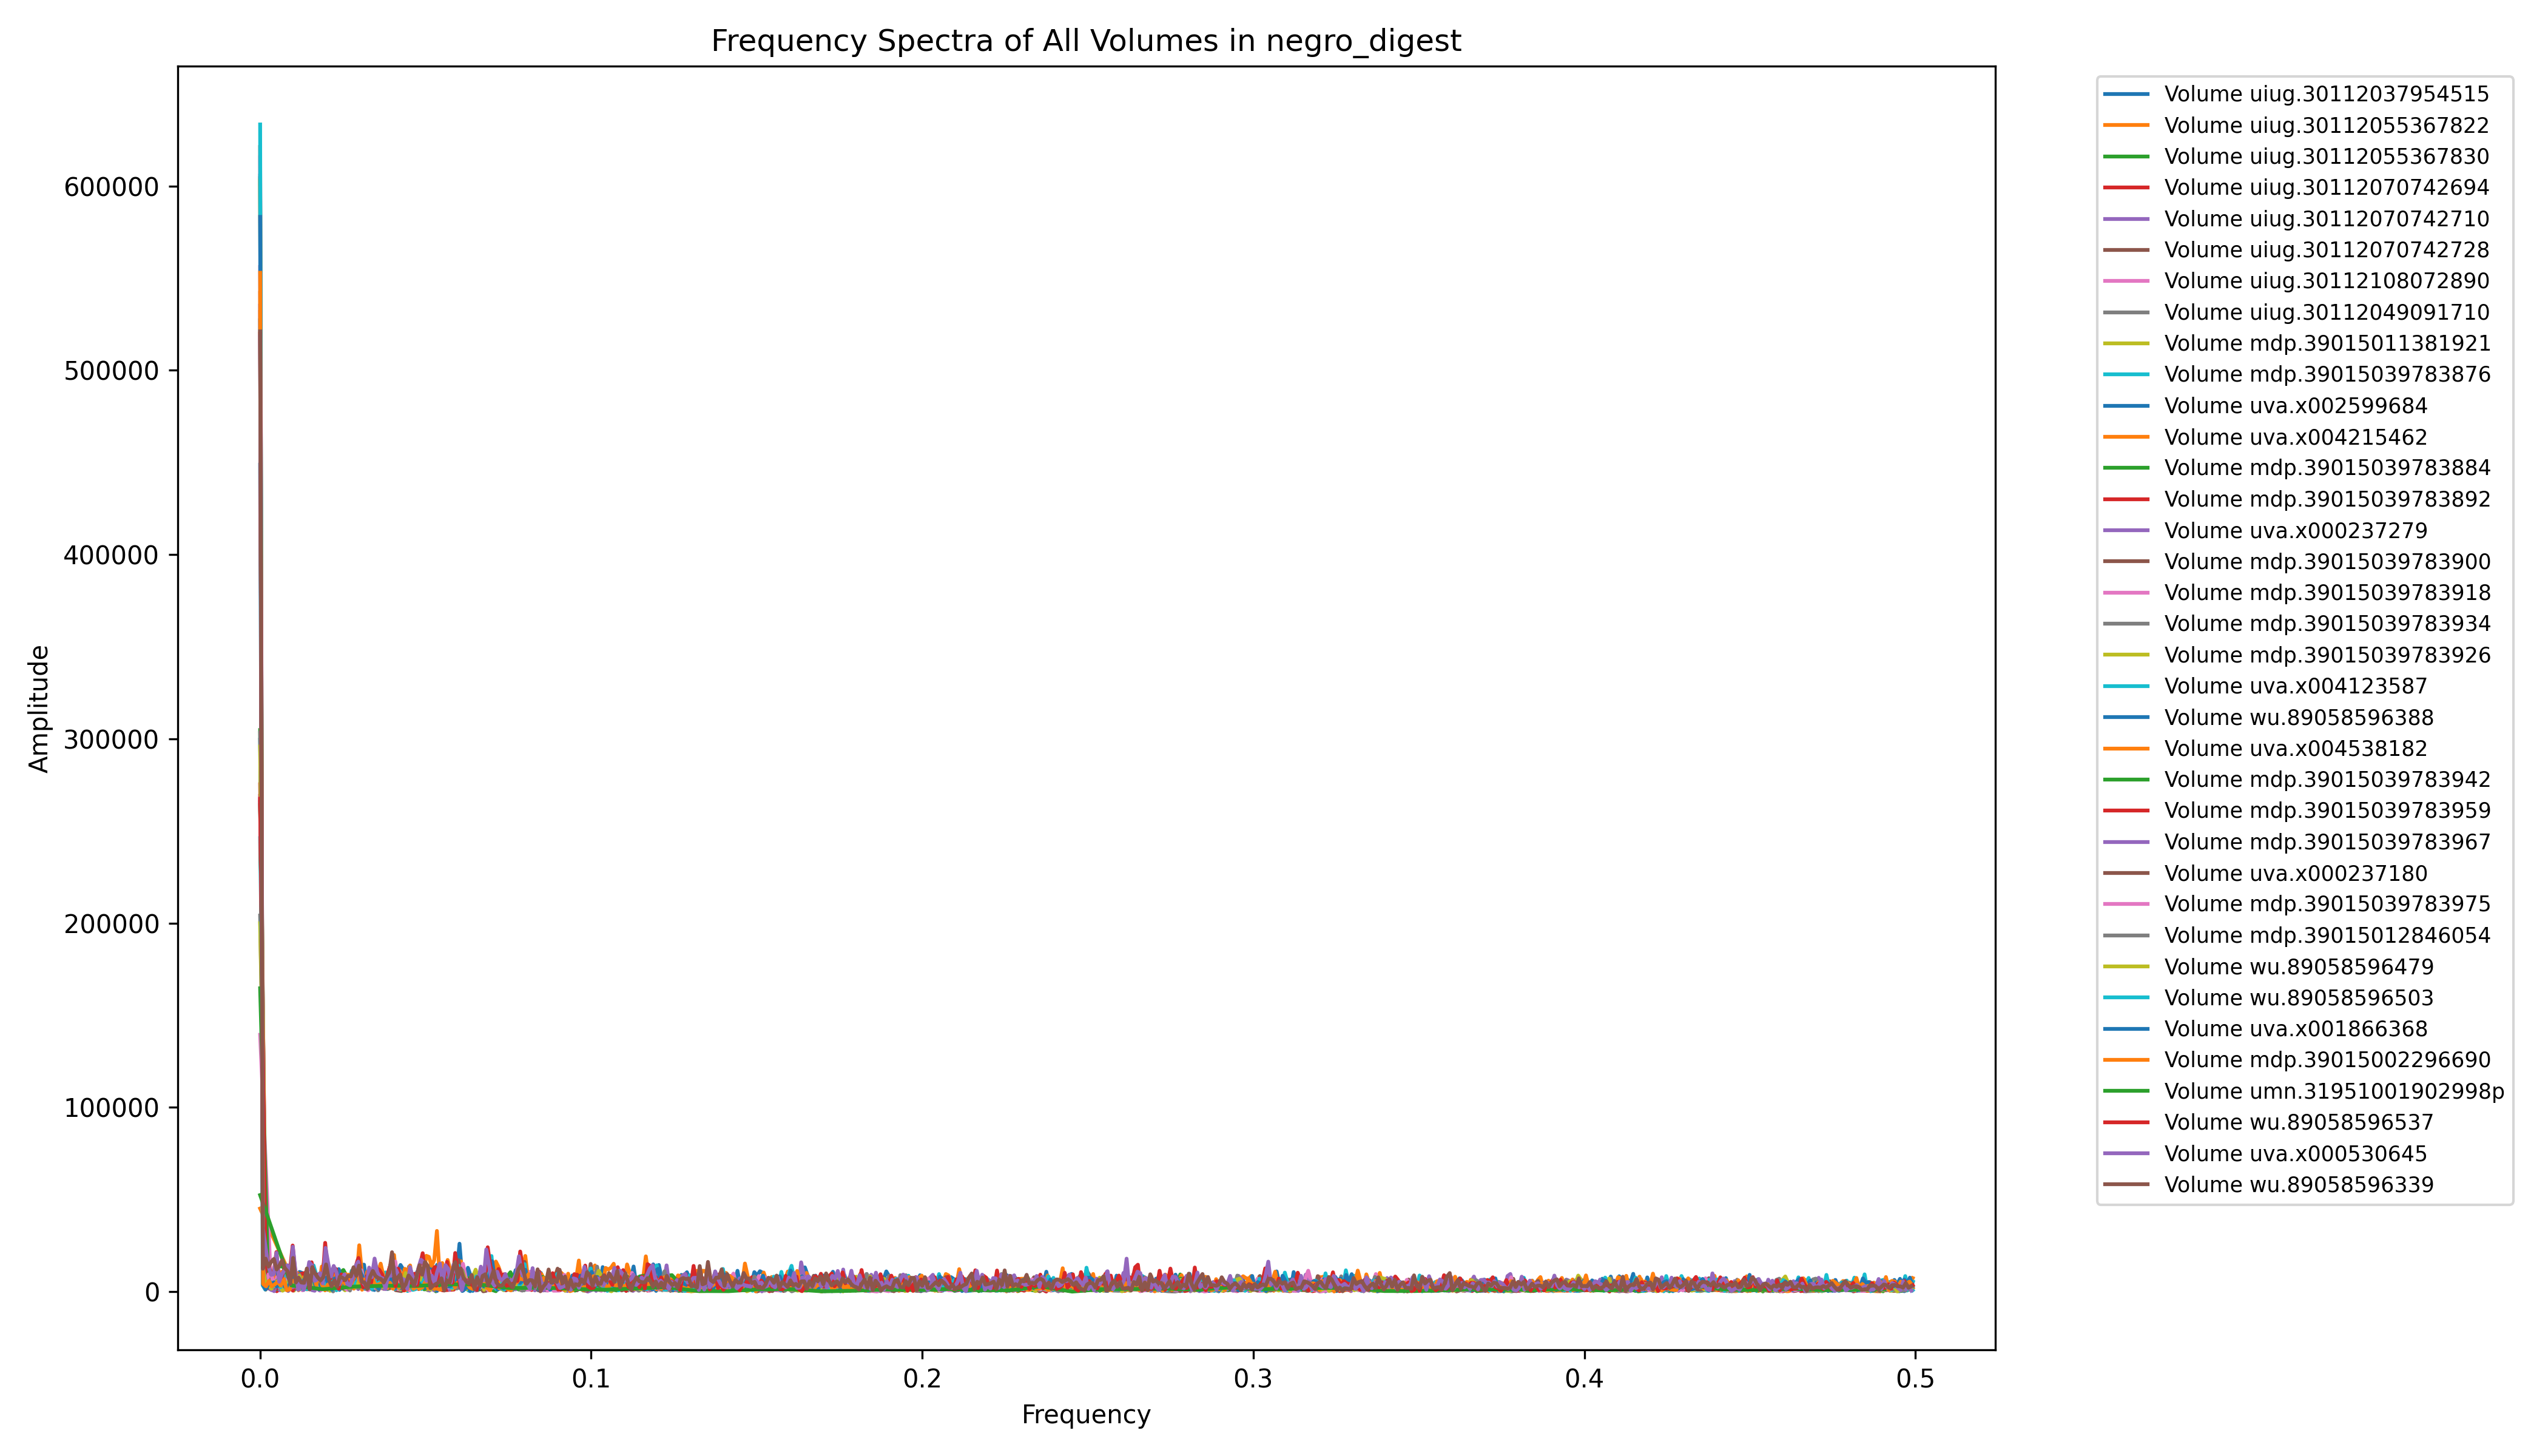 Frequency Spectra of All Volumes in negro_digest
600000
500000
400000
300000
200000
100000
0
Amplitude
0.0 0.1 0.2 0.3 0.4 0.5
Frequency
Volume uiug.30112037954515
Volume uiug.30112055367822
Volume uiug.30112055367830
Volume uiug.30112070742694
Volume uiug.30112070742710
Volume uiug.30112070742728
Volume uiug.30112108072890
Volume uiug.30112049091710
Volume mdp.39015011381921
Volume mdp.39015039783876
Volume uva.x002599684
Volume uva.x004215462
Volume mdp.39015039783884
Volume mdp.39015039783892
Volume uva.x000237279
Volume mdp.39015039783900
Volume mdp.39015039783918
Volume mdp.39015039783934
Volume mdp.39015039783926
Volume uva.x004123587
Volume wu.89058596388
Volume uva.x004538182
Volume mdp.39015039783942
Volume mdp.39015039783959
Volume mdp.39015039783967
Volume uva.x000237180
Volume mdp.39015039783975
Volume mdp.39015012846054
Volume wu.89058596479
Volume wu.89058596503
Volume uva.x001866368
Volume mdp.39015002296690
Volume umn.31951001902998p
Volume wu.89058596537
Volume uva.x000530645
Volume wu.89058596339